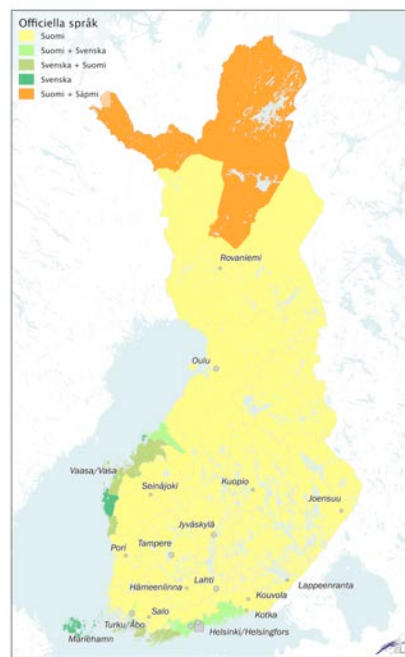 Officiella språk
Suomi
Suomi + Svenska
Svenska + Suomi
Svenska
Suomi + Sápmi
Rovaniemi
Oulu
Vaasa/Vasa
Seinäjoki
Kuopio
Joensuu
Jyväskylä
Pori
Tampere
Lappeenranta
Hämeenlinna
Lahti
Kouvola
Kotka
Salo
Turku/Åbo
Helsinki/Helsingfors
Mariehamn